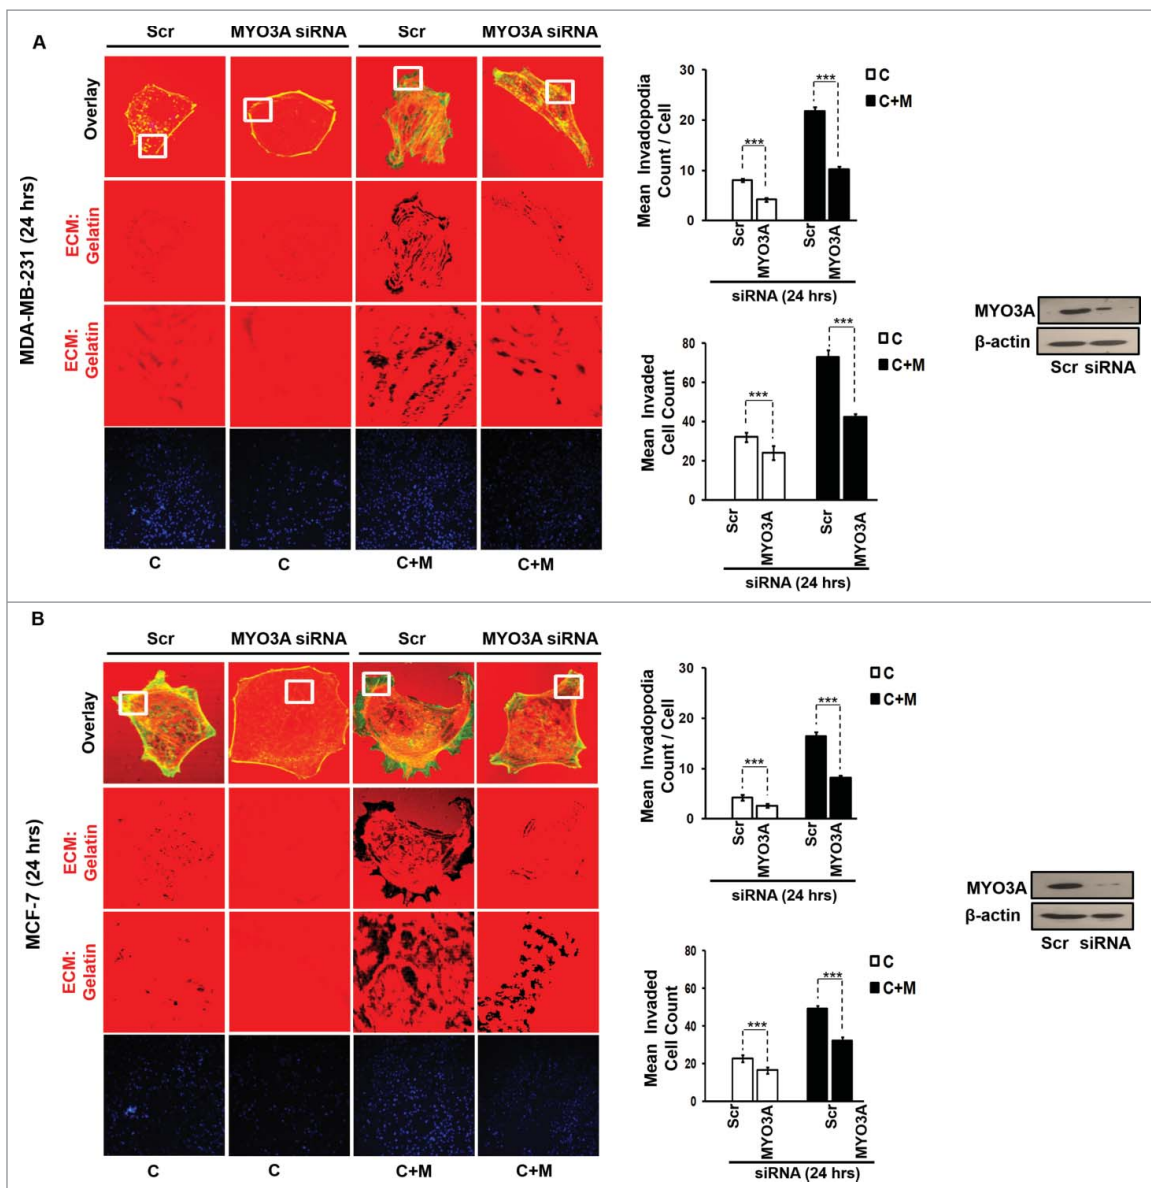 A
Scr MYO3A siRNA Scr MYO3A siRNA
MDA-MB-231 (24 hrs)
Overlay
ECM:
Gelatin
ECM:
Gelatin
C C C+M C+M
Mean Invadopodia
Count / Cell
30
20
10
0
***
***
C
C+M
Scr
MYO3A
Scr
MYO3A
siRNA (24 hrs)
Mean Invaded
Cell Count
80
60
40
20
0
***
***
C
C+M
Scr
MYO3A
Scr
MYO3A
siRNA (24 hrs)
MYO3A
β-actin
Scr siRNA
B
Scr MYO3A siRNA Scr MYO3A siRNA
MCF-7 (24 hrs)
Overlay
ECM:
Gelatin
ECM:
Gelatin
C C C+M C+M
Mean Invadopodia
Count / Cell
30
20
10
0
***
***
C
C+M
Scr
MYO3A
Scr
MYO3A
siRNA (24 hrs)
Mean Invaded
Cell Count
80
60
40
20
0
***
***
C
C+M
Scr
MYO3A
Scr
MYO3A
siRNA (24 hrs)
MYO3A
β-actin
Scr siRNA